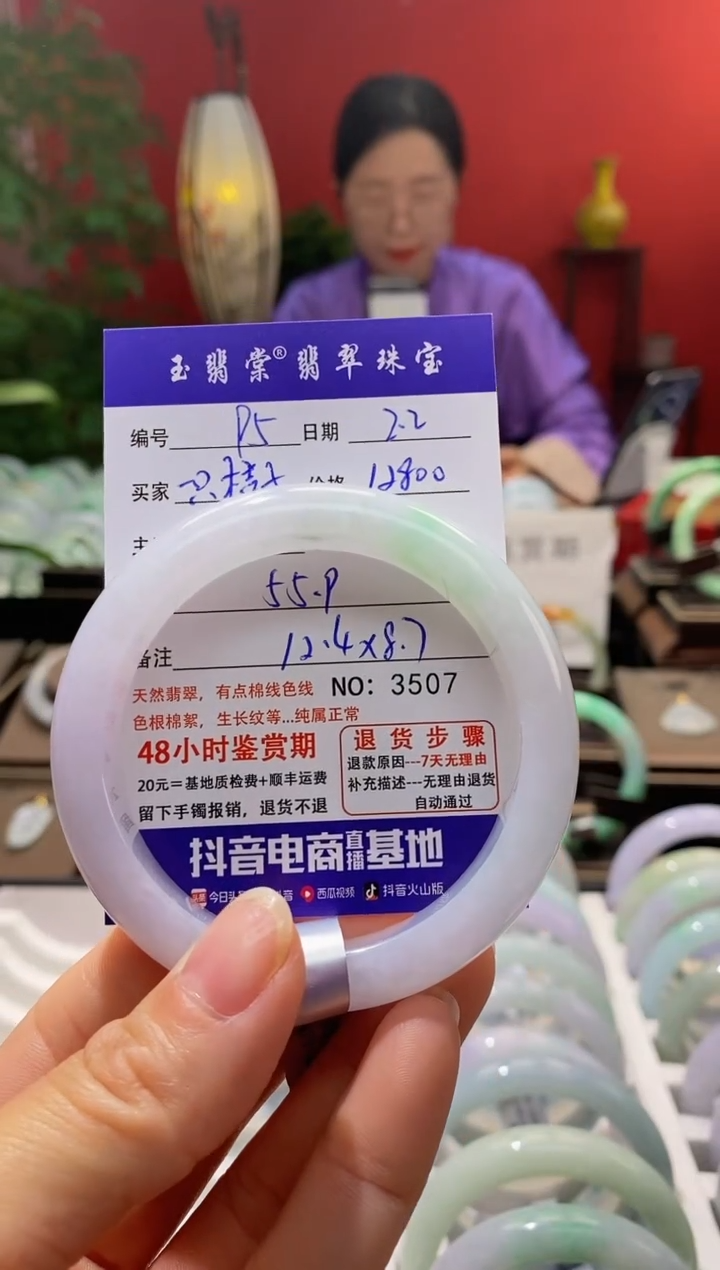 玉翡棠®翡翠珠宝
编号 P5 日期 2.2
买家 价格 12800
主
55.9
备注 12.4x8.7
天然翡翠，有点棉线色线 NO: 3507
色根棉絮，生长纹等...纯属正常
48小时鉴赏期
20元＝基地质检费+顺丰运费
留下手镯报销，退货不退
退货步骤
退款原因---7天无理由
补充描述---无理由退货
自动通过
抖音电商直播基地
今日头 抖音 西瓜视频 抖音火山版